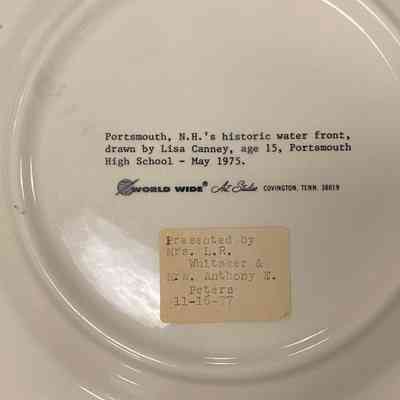 Portsmouth, N.H.'s historic water front,
drawn by Lisa Canney, age 15, Portsmouth
High School - May 1975.
WORLD WIDE® Art Studios COVINGTON, TENN. 38019
Presented by
Mrs. L.R.
Whitaker &
Mrs. Anthony N.
Peters
11-16-77